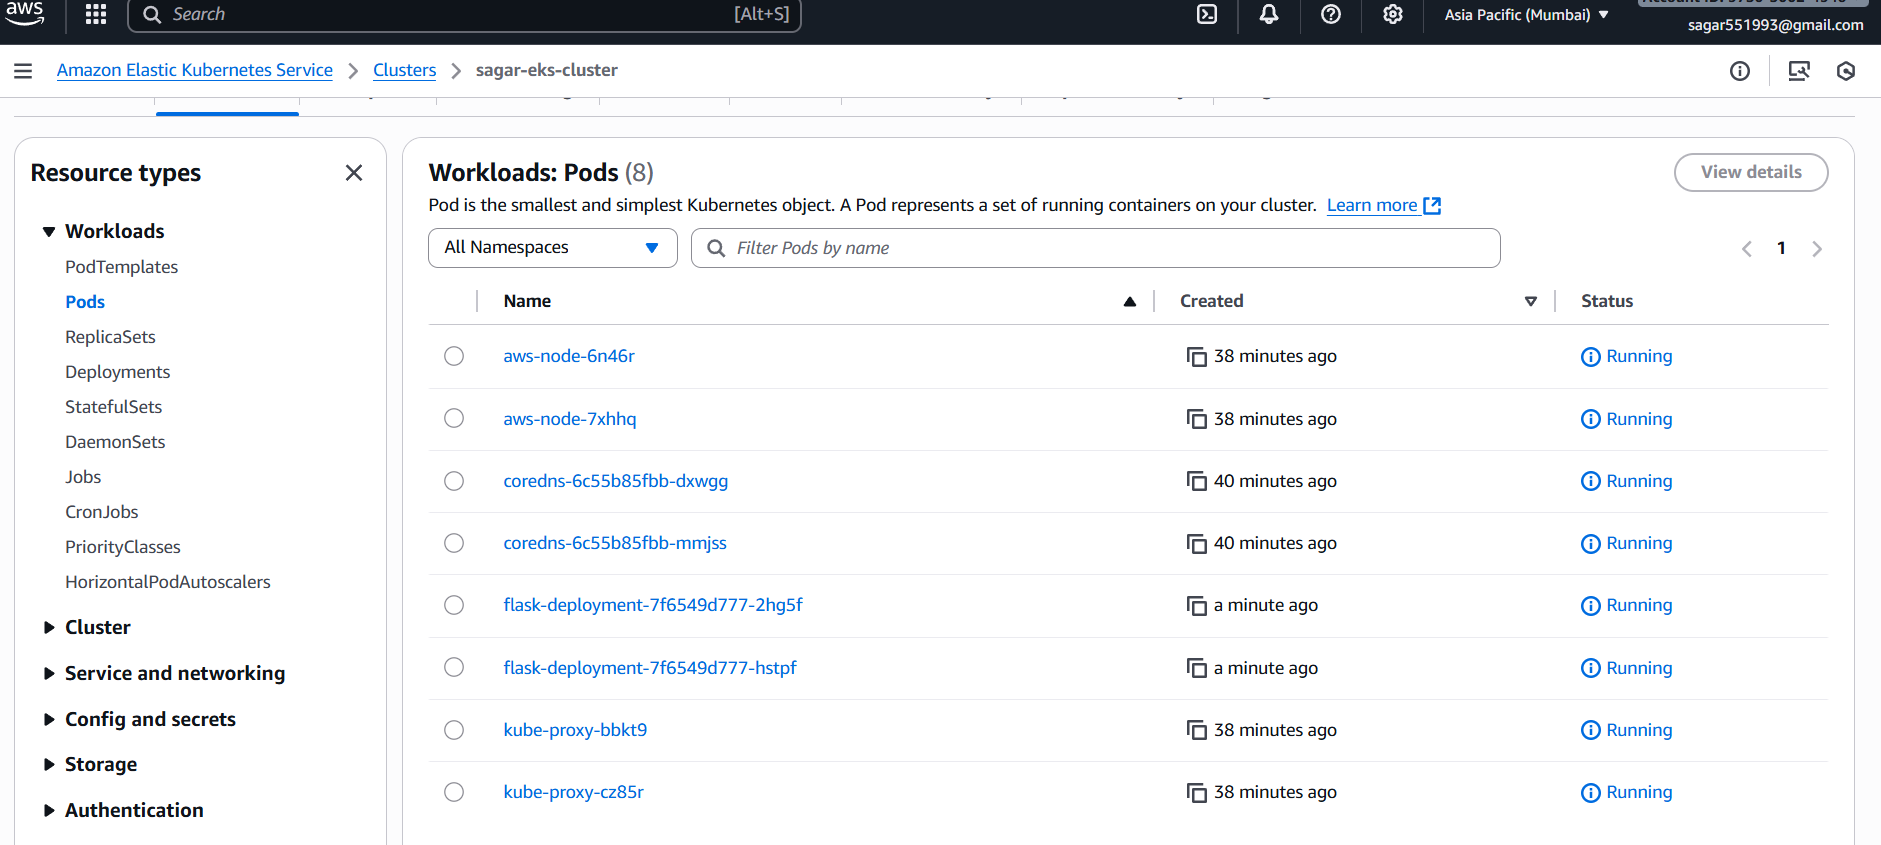 aws
Search [Alt+S]
Asia Pacific (Mumbai)
sagar551993@gmail.com
Amazon Elastic Kubernetes Service > Clusters > sagar-eks-cluster
Resource types
Workloads
PodTemplates
Pods
ReplicaSets
Deployments
StatefulSets
DaemonSets
Jobs
CronJobs
PriorityClasses
HorizontalPodAutoscalers
Cluster
Service and networking
Config and secrets
Storage
Authentication
Workloads: Pods (8)
View details
Pod is the smallest and simplest Kubernetes object. A Pod represents a set of running containers on your cluster. Learn more
All Namespaces
Filter Pods by name
1
Name Created Status
aws-node-6n46r 38 minutes ago Running
aws-node-7xhhq 38 minutes ago Running
coredns-6c55b85fbb-dxwgg 40 minutes ago Running
coredns-6c55b85fbb-mmjss 40 minutes ago Running
flask-deployment-7f6549d777-2hg5f a minute ago Running
flask-deployment-7f6549d777-hstpf a minute ago Running
kube-proxy-bbkt9 38 minutes ago Running
kube-proxy-cz85r 38 minutes ago Running